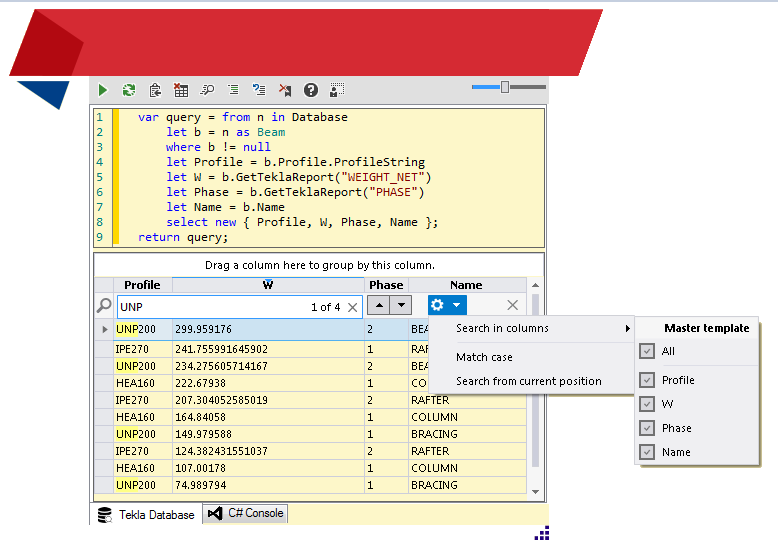 1 var query = from n in Database
2 let b = n as Beam
3 where b != null
4 let Profile = b.Profile.ProfileString
5 let W = b.GetTeklaReport("WEIGHT_NET")
6 let Phase = b.GetTeklaReport("PHASE")
7 let Name = b.Name
8 select new { Profile, W, Phase, Name };
9 return query;
Drag a column here to group by this column.
Profile W Phase Name
UNP 1 of 4
UNP200 299.959176 2 BEA
IPE270 241.755991645902 1 RAF
UNP200 234.275605714167 2 BEA
HEA160 222.67938 1 CO
IPE270 207.304052585019 2 RAFTER
HEA160 164.84058 1 COLUMN
UNP200 149.979588 1 BRACING
IPE270 124.382431551037 2 RAFTER
HEA160 107.00178 1 COLUMN
UNP200 74.989794 1 BRACING
Search in columns
Match case
Search from current position
Master template
All
Profile
W
Phase
Name
Tekla Database C# Console